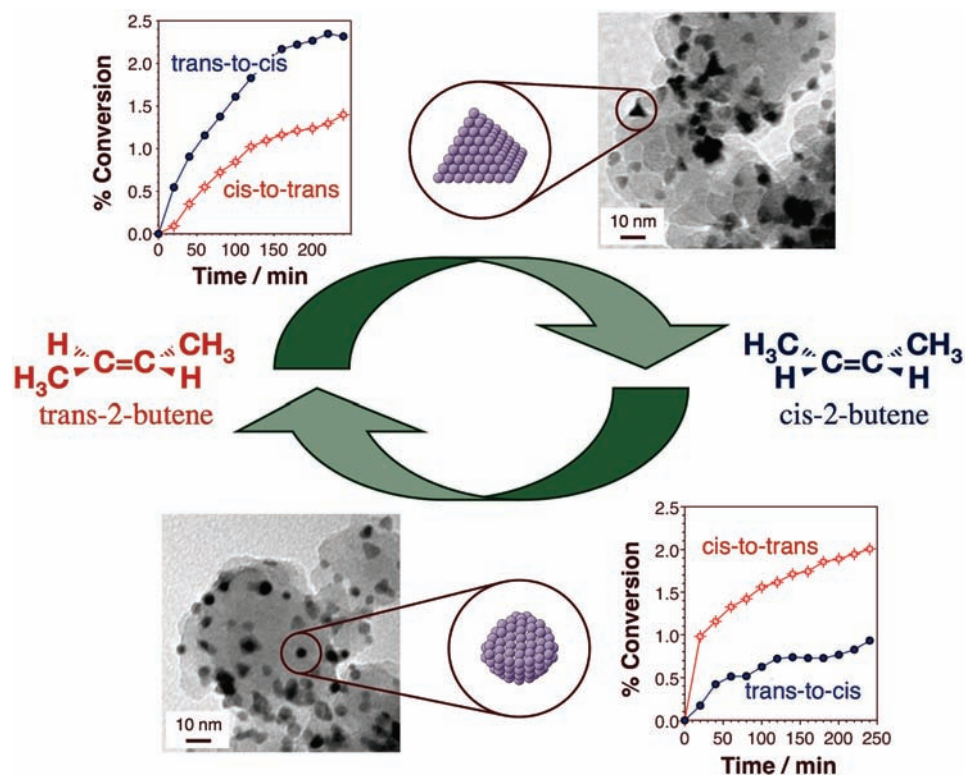 2.5
2.0
1.5
1.0
0.5
0.0
% Conversion
trans-to-cis
cis-to-trans
0 50 100 150 200
Time / min
10 nm
H CH₃
C=C
H₃C H
trans-2-butene
H₃C CH₃
C=C
H H
cis-2-butene
10 nm
2.5
2.0
1.5
1.0
0.5
0.0
% Conversion
cis-to-trans
trans-to-cis
0 50 100 150 200 250
Time / min